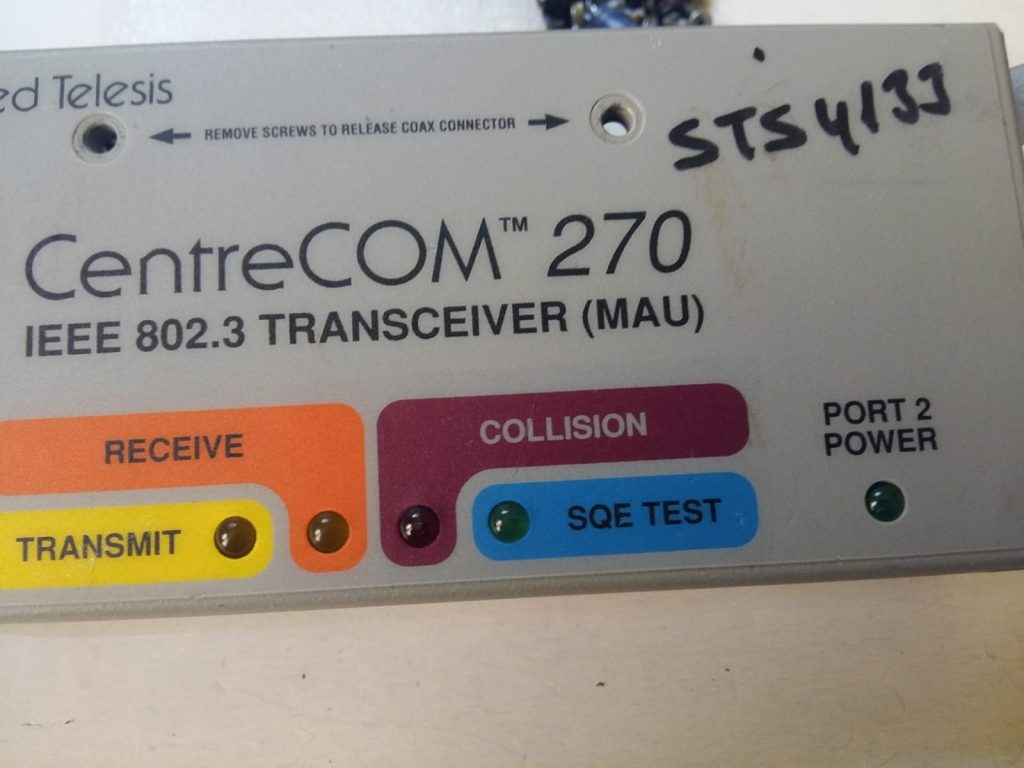 ed Telesis
REMOVE SCREWS TO RELEASE COAX CONNECTOR
STS4133
CentreCOM™ 270
IEEE 802.3 TRANSCEIVER (MAU)
RECEIVE
COLLISION
PORT 2
POWER
TRANSMIT
SQE TEST